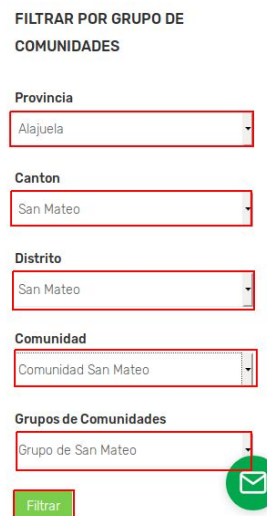 FILTRAR POR GRUPO DE
COMUNIDADES
Provincia
Alajuela
Canton
San Mateo
Distrito
San Mateo
Comunidad
Comunidad San Mateo
Grupos de Comunidades
Grupo de San Mateo
Filtrar